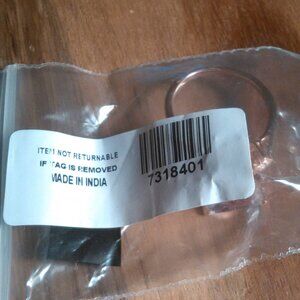 ITEM NOT RETURNABLE
IF TAG IS REMOVED
MADE IN INDIA
7318401